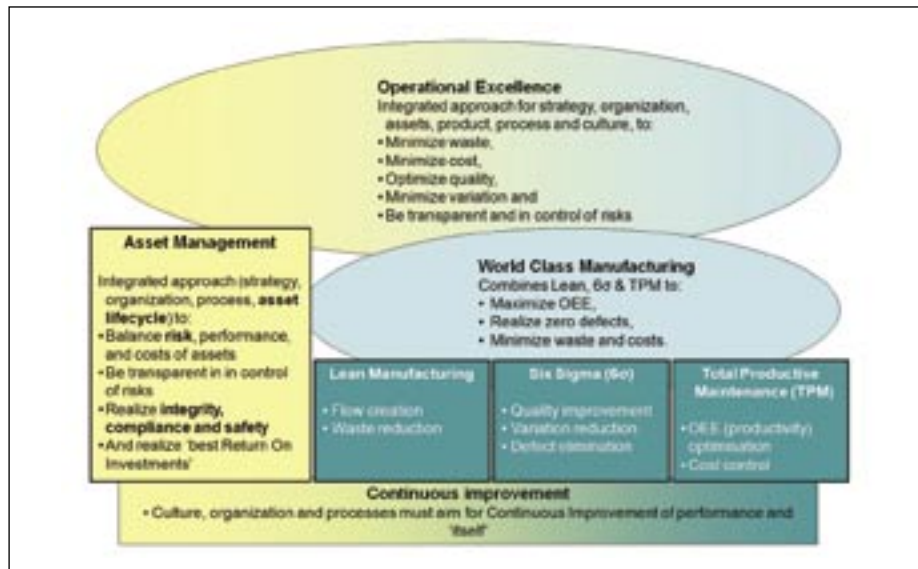 Operational Excellence
Integrated approach for strategy, organization,
assets, product, process and culture, to:
• Minimize waste,
• Minimize cost,
• Optimize quality,
• Minimize variation and
• Be transparent and in control of risks
Asset Management
Integrated approach (strategy,
organization, process, asset
lifecycle) to:
• Balance risk, performance,
and costs of assets
• Be transparent in in control
of risks
• Realize integrity,
compliance and safety
• And realize 'best Return On
Investments'
World Class Manufacturing
Combines Lean, 6σ & TPM to:
• Maximize OEE,
• Realize zero defects,
• Minimize waste and costs
Lean Manufacturing
• Flow creation
• Waste reduction
Six Sigma (6σ)
• Quality improvement
• Variation reduction
• Defect elimination
Total Productive
Maintenance (TPM)
• OEE (productivity)
optimisation
• Cost control
Continuous improvement
• Culture, organization and processes must aim for Continuous Improvement of performance and
'itself'